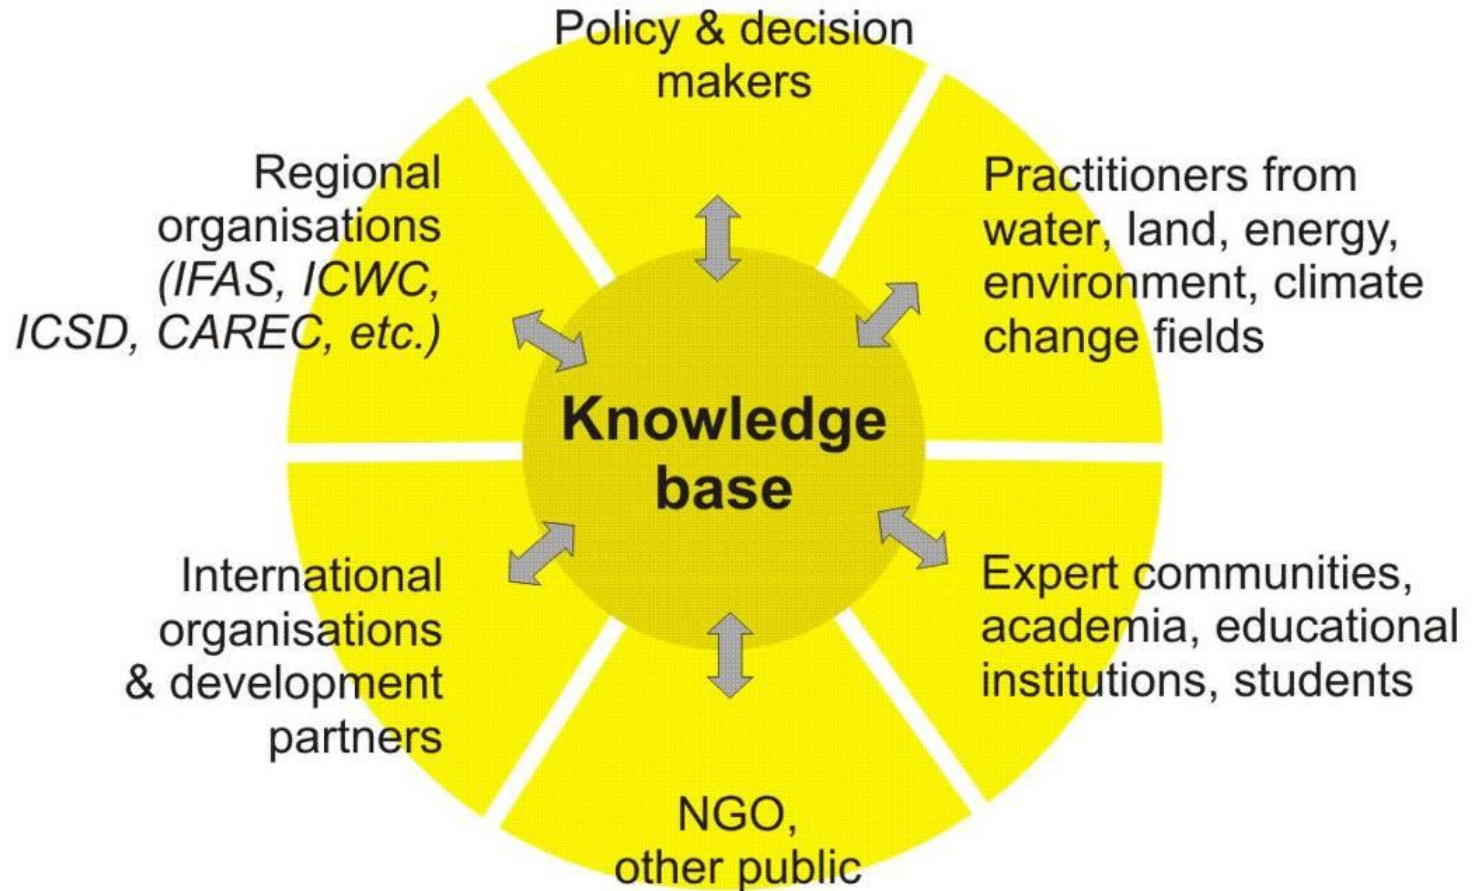 Policy & decision
makers
Regional
organisations
(IFAS, ICWC,
ICSD, CAREC, etc.)
Practitioners from
water, land, energy,
environment, climate
change fields
Knowledge
base
International
organisations
& development
partners
Expert communities,
academia, educational
institutions, students
NGO,
other public